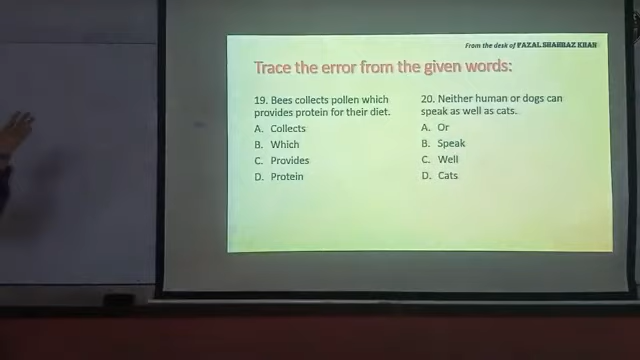 From the desk of FAZAL SHAHBAZ KHAN
Trace the error from the given words:
19. Bees collects pollen which
provides protein for their diet.
A. Collects
B. Which
C. Provides
D. Protein
20. Neither human or dogs can
speak as well as cats.
A. Or
B. Speak
C. Well
D. Cats